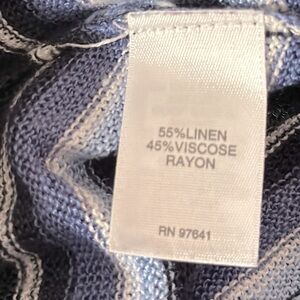 55%LINEN
45%VISCOSE
RAYON
RN 97641